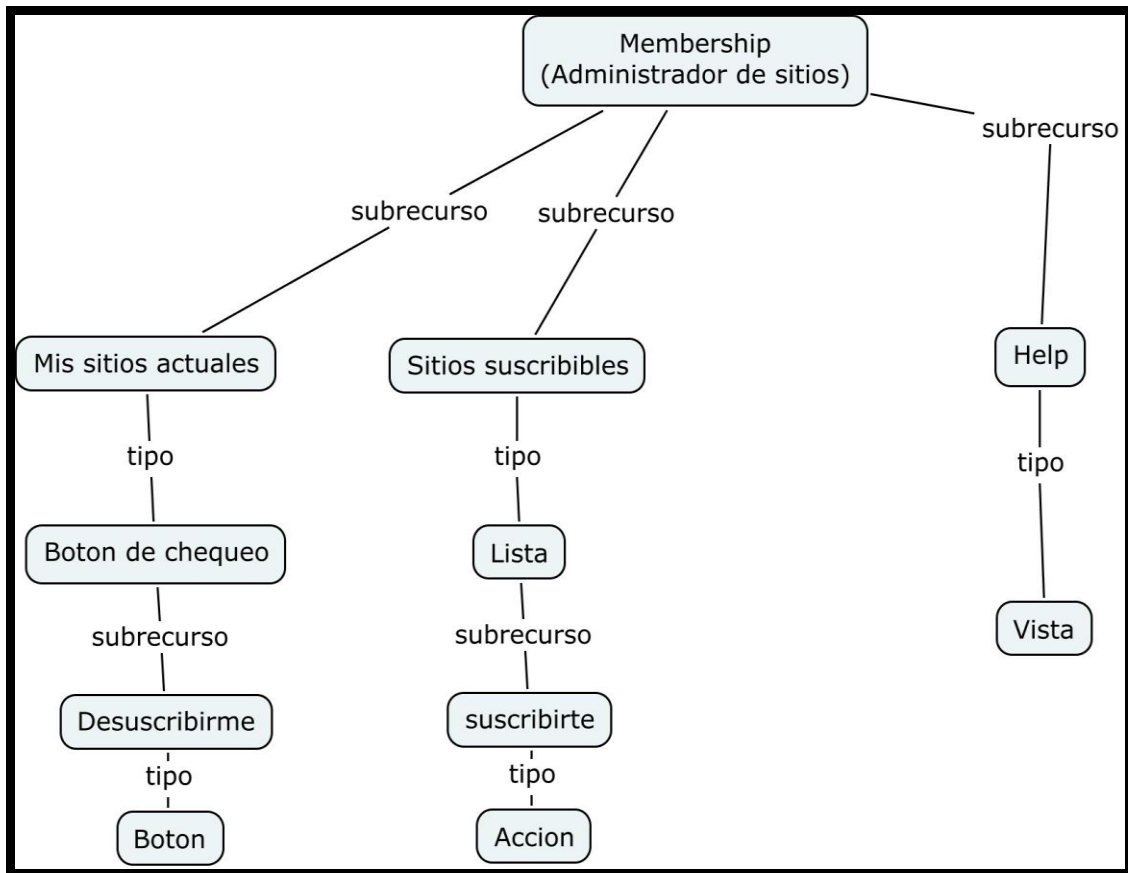 Membership
(Administrador de sitios)
subrecurso
subrecurso
subrecurso
Mis sitios actuales
Sitios suscribibles
Help
tipo
tipo
tipo
Boton de chequeo
Lista
Vista
subrecurso
subrecurso
Desuscribirme
suscribirte
tipo
tipo
Boton
Accion